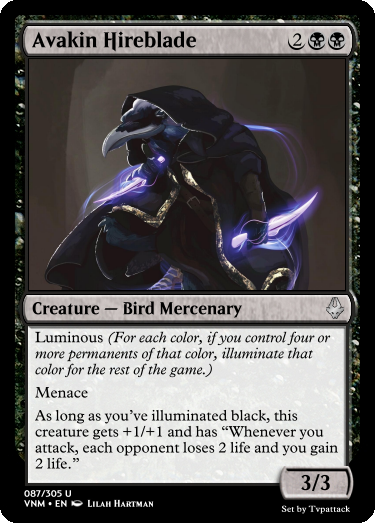 Avakin Hireblade 2
Creature — Bird Mercenary
Luminous (For each color, if you control four or
more permanents of that color, illuminate that
color for the rest of the game.)
Menace
As long as you’ve illuminated black, this
creature gets +1/+1 and has “Whenever you
attack, each opponent loses 2 life and you gain
2 life.”
3/3
087/305 U
VNM • EN Lilah Hartman
Set by Tvpattack